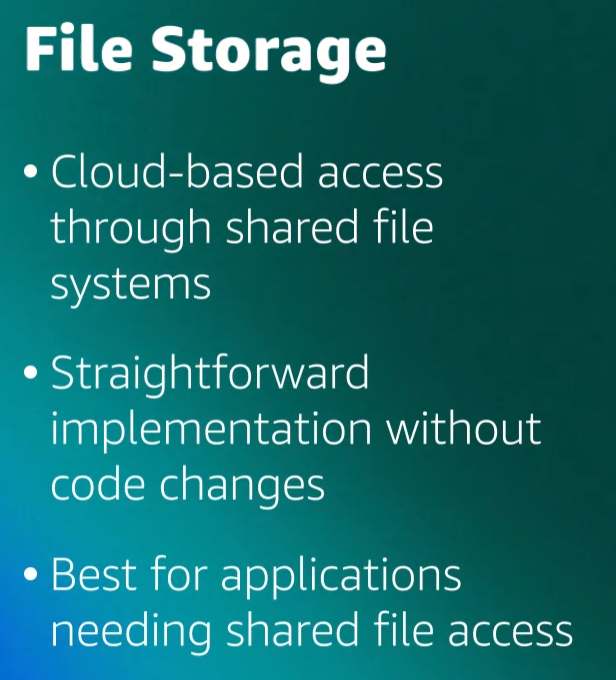 File Storage
• Cloud-based access
through shared file
systems
• Straightforward
implementation without
code changes
• Best for applications
needing shared file access